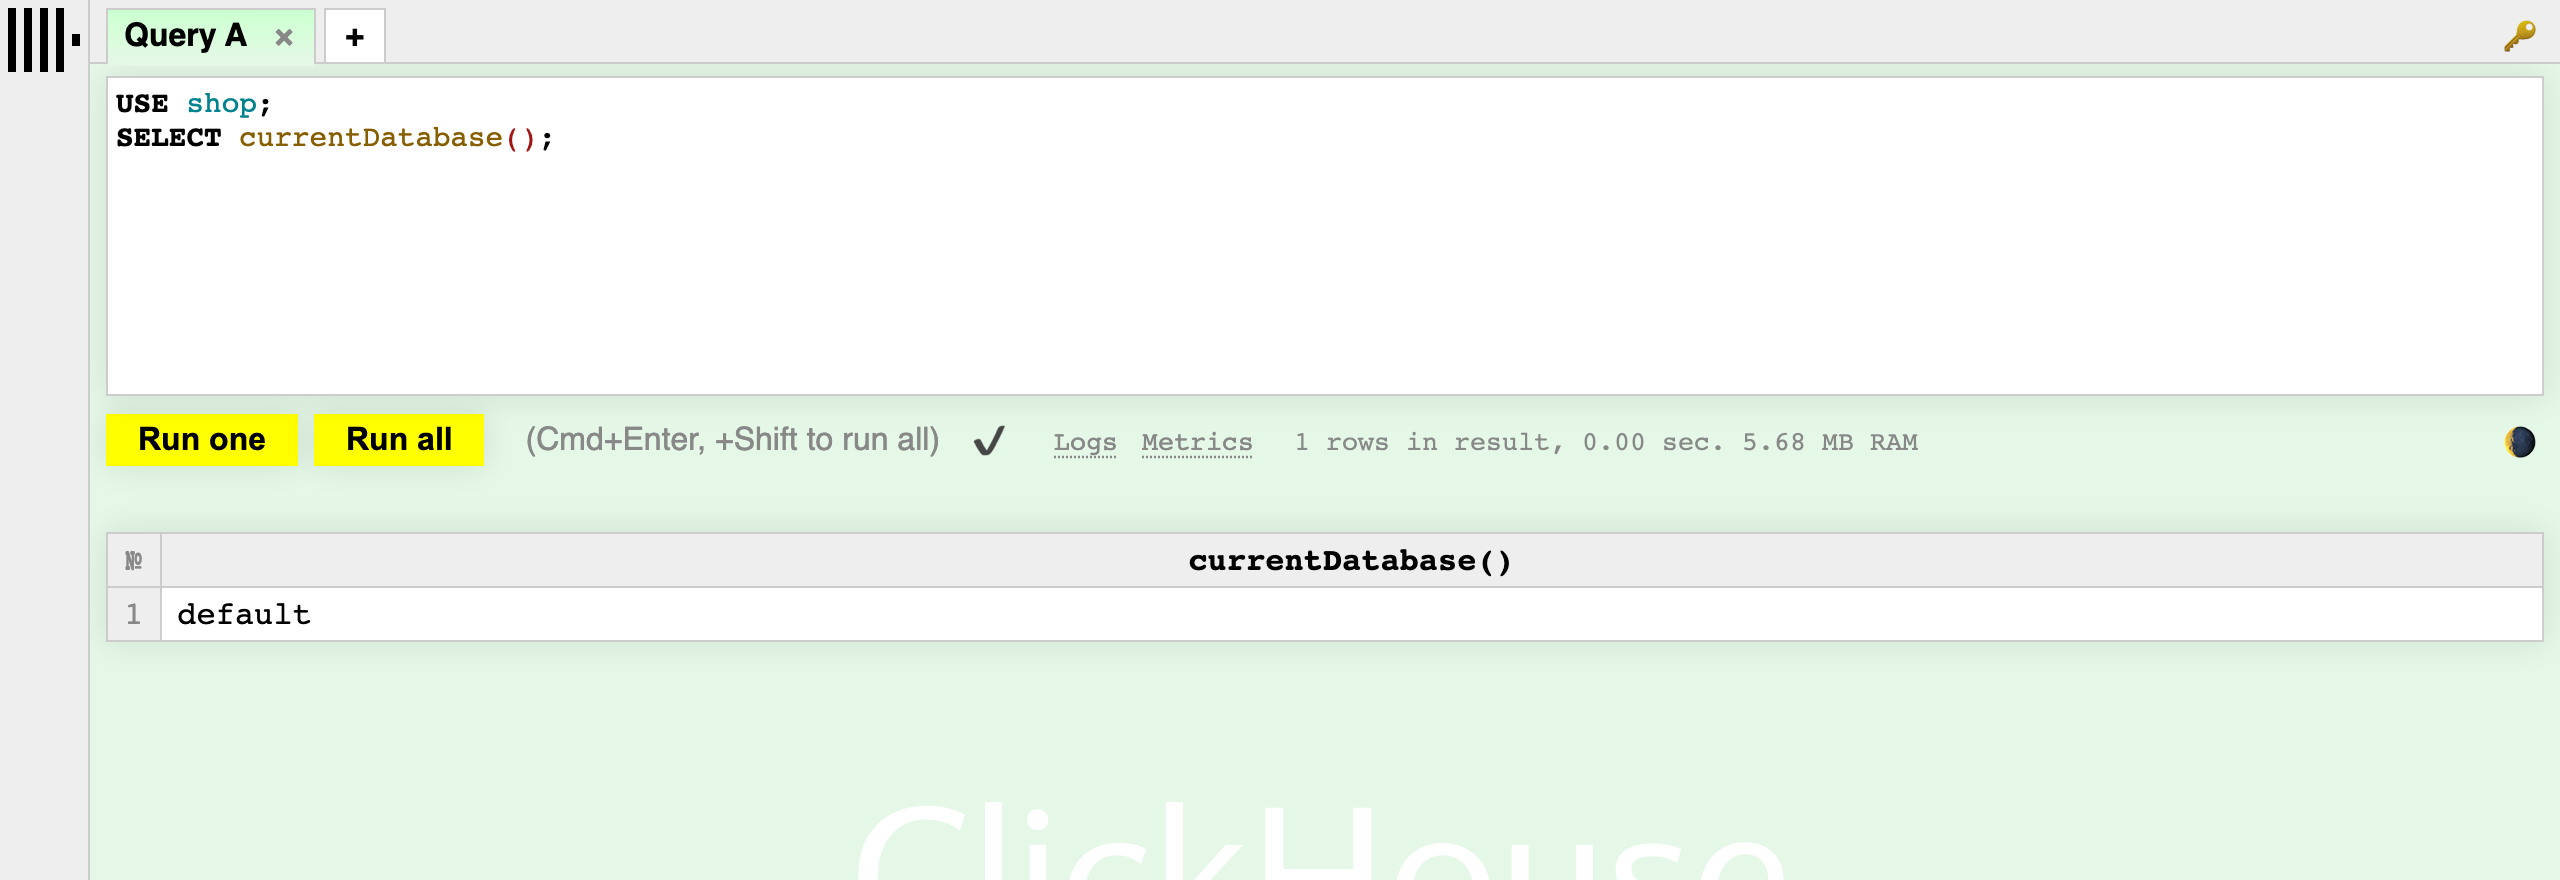 Query A × +
USE shop;
SELECT currentDatabase();
Run one Run all (Cmd+Enter, +Shift to run all) ✔ Logs Metrics 1 rows in result, 0.00 sec. 5.68 MB RAM
№ currentDatabase()
1 default
ClickHouse